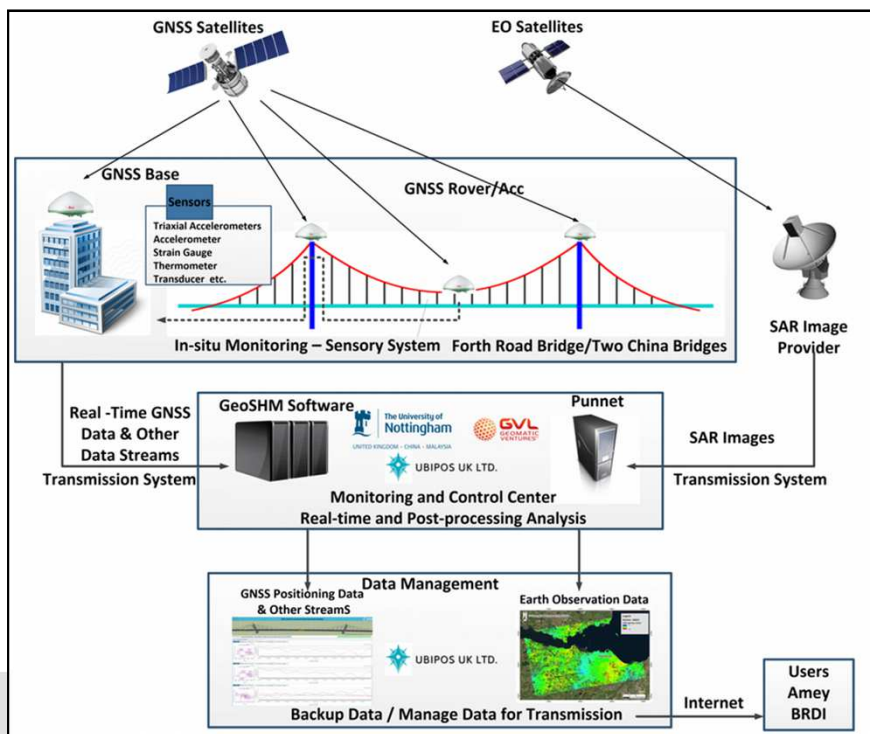 GNSS Satellites
EO Satellites
GNSS Base
Sensors
Triaxial Accelerometers
Accelerometer
Strain Gauge
Thermometer
Transducer etc.
GNSS Rover/Acc
In-situ Monitoring – Sensory System
Forth Road Bridge/Two China Bridges
SAR Image
Provider
Real -Time GNSS
Data & Other
Data Streams
Transmission System
GeoSHM Software
The University of
Nottingham
UNITED KINGDOM · CHINA · MALAYSIA
GVL
GEOMATIC
VENTURES
UBIPOS UK LTD.
Punnet
SAR Images
Transmission System
Monitoring and Control Center
Real-time and Post-processing Analysis
Data Management
GNSS Positioning Data
& Other StreamS
UBIPOS UK LTD.
Earth Observation Data
Backup Data / Manage Data for Transmission
Internet
Users
Amey
BRDI